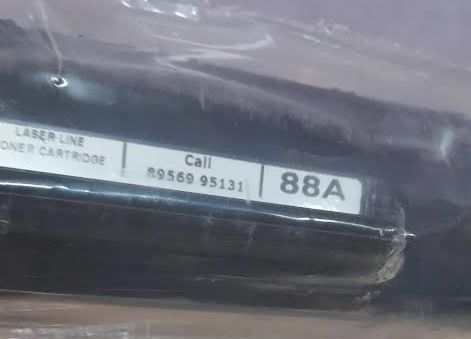 LASER LINE
TONER CARTRIDGE
Call
89569 95131
88A